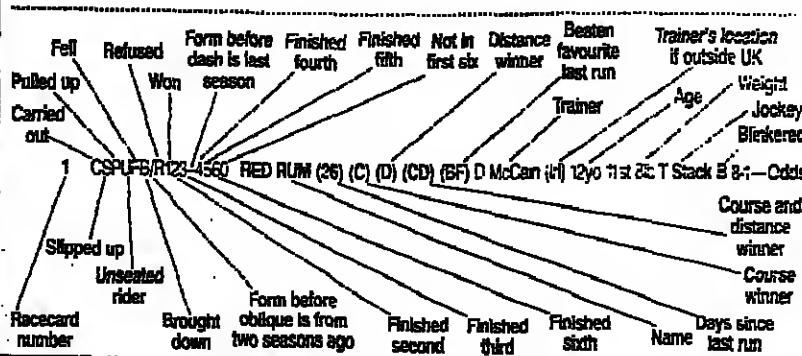 Fell
Refused
Form before dash is last season
Finished fourth
Finished fifth
Not in first six
Distance winner
Beaten favourite last run
Trainer's location if outside UK
Pulled up
Won
Trainer
Age
Weight
Jockey
Carried out
Blinkered
1 CSPUFB/R123-4560 RED RUM (26) (C) (D) (CD) (BF) D McCain (Irl) 12yo 11st 8lb T Stack B 8-1—Odds
Slipped up
Unseated rider
Course and distance winner
Course winner
Racecard number
Brought down
Form before oblique is from two seasons ago
Finished second
Finished third
Finished sixth
Name
Days since last run